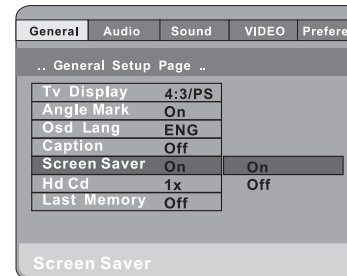 General Audio Sound VIDEO Prefere
.. General Setup Page ..
Tv Display 4:3/PS
Angle Mark On
Osd Lang ENG
Caption Off
Screen Saver On On
Hd Cd 1x Off
Last Memory Off
Screen Saver